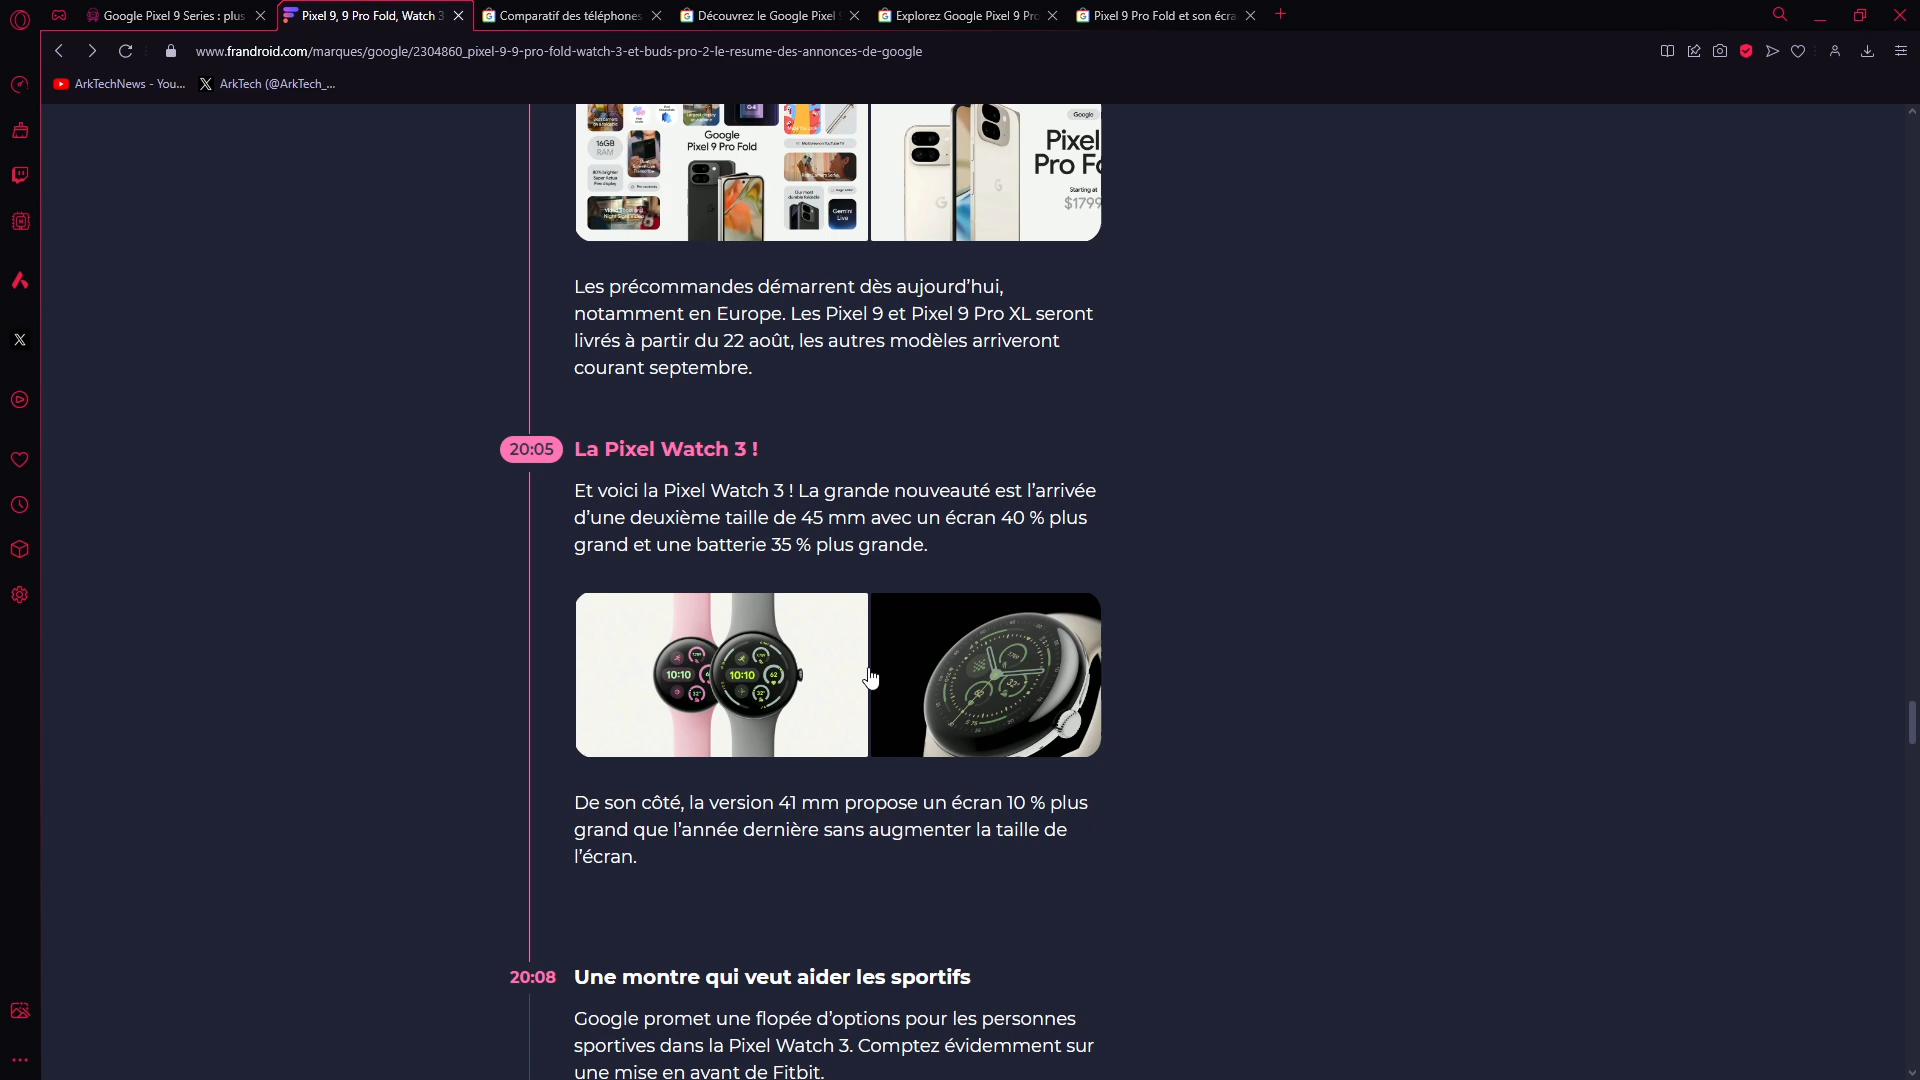 Google Pixel 9 Series : plus
Pixel 9, 9 Pro Fold, Watch 3
Comparatif des téléphones
Découvrez le Google Pixel
Explorez Google Pixel 9 Pro
Pixel 9 Pro Fold et son écra
www.frandroid.com/marques/google/2304860_pixel-9-9-pro-fold-watch-3-et-buds-pro-2-le-resume-des-annonces-de-google
ArkTechNews - You...
ArkTech (@ArkTech_...
Google
Pixel 9 Pro Fold
16GB
RAM
Gemini
Live
Google
Pixel
Pro Fo
Starting at
$1799
Les précommandes démarrent dès aujourd’hui,
notamment en Europe. Les Pixel 9 et Pixel 9 Pro XL seront
livrés à partir du 22 août, les autres modèles arriveront
courant septembre.
20:05 La Pixel Watch 3 !
Et voici la Pixel Watch 3 ! La grande nouveauté est l’arrivée
d’une deuxième taille de 45 mm avec un écran 40 % plus
grand et une batterie 35 % plus grande.
10:10
10:10
62
32°
De son côté, la version 41 mm propose un écran 10 % plus
grand que l’année dernière sans augmenter la taille de
l’écran.
20:08 Une montre qui veut aider les sportifs
Google promet une flopée d’options pour les personnes
sportives dans la Pixel Watch 3. Comptez évidemment sur
une mise en avant de Fitbit.